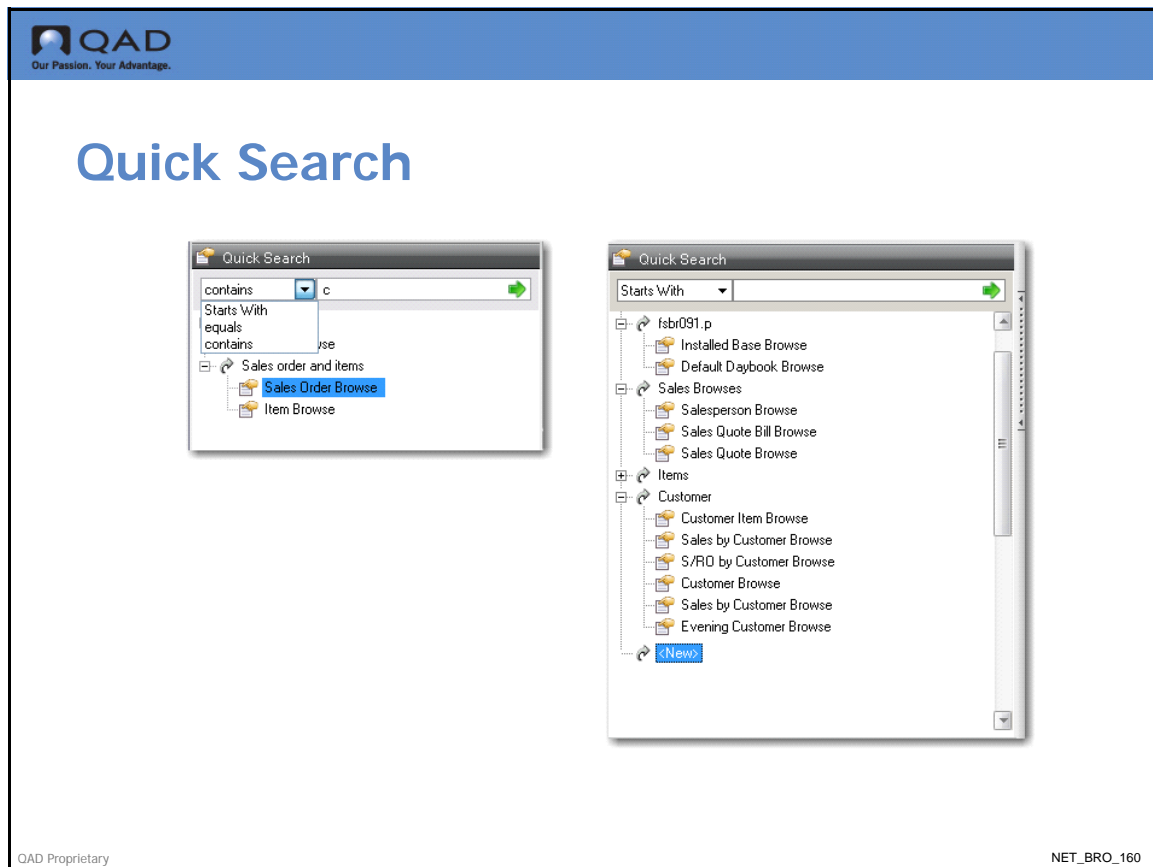 QAD
Our Passion. Your Advantage.
Quick Search
Quick Search
contains
c
Starts With
equals
contains
Sales order and items
Sales Order Browse
Item Browse
Quick Search
Starts With
fsbr091.p
Installed Base Browse
Default Daybook Browse
Sales Browses
Salesperson Browse
Sales Quote Bill Browse
Sales Quote Browse
Items
Customer
Customer Item Browse
Sales by Customer Browse
S/RO by Customer Browse
Customer Browse
Sales by Customer Browse
Evening Customer Browse
<New>
QAD Proprietary
NET_BRO_160